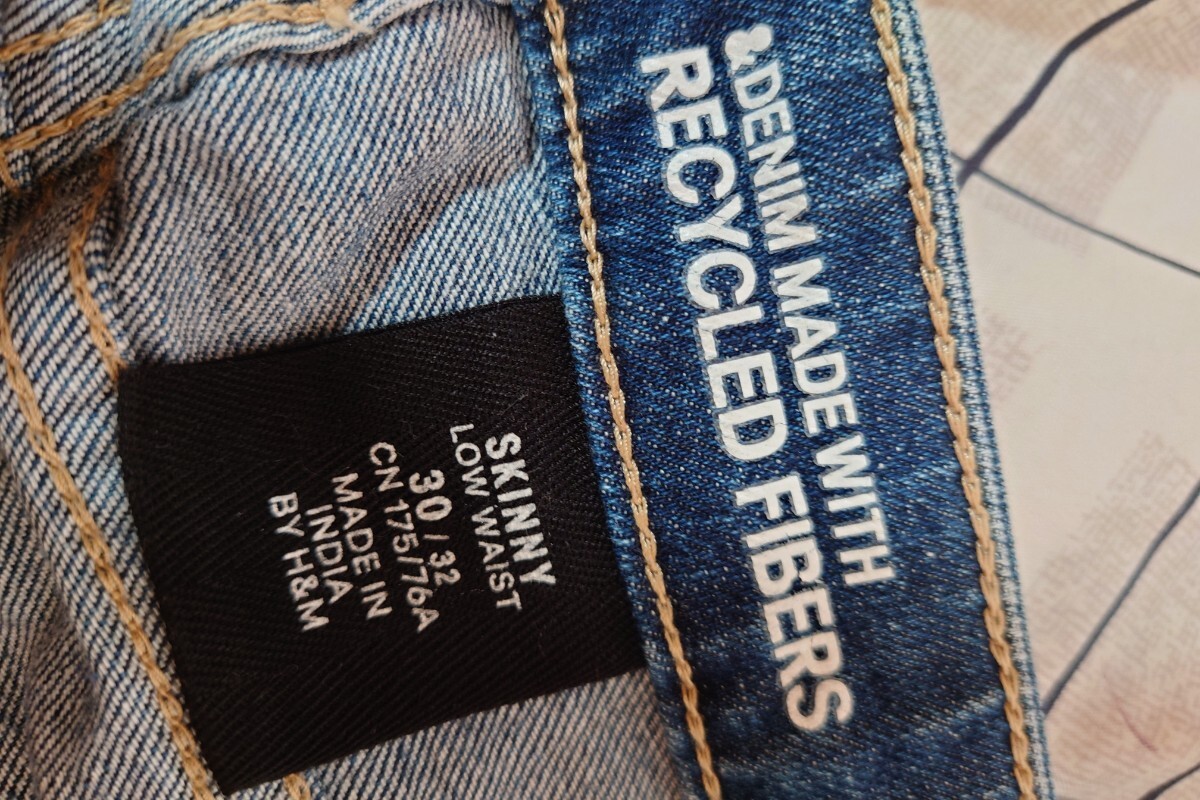 &DENIM MADE WITH
RECYCLED FIBERS
SKINNY
LOW WAIST
30/32
CN 175/76A
MADE IN
INDIA
BY H&M